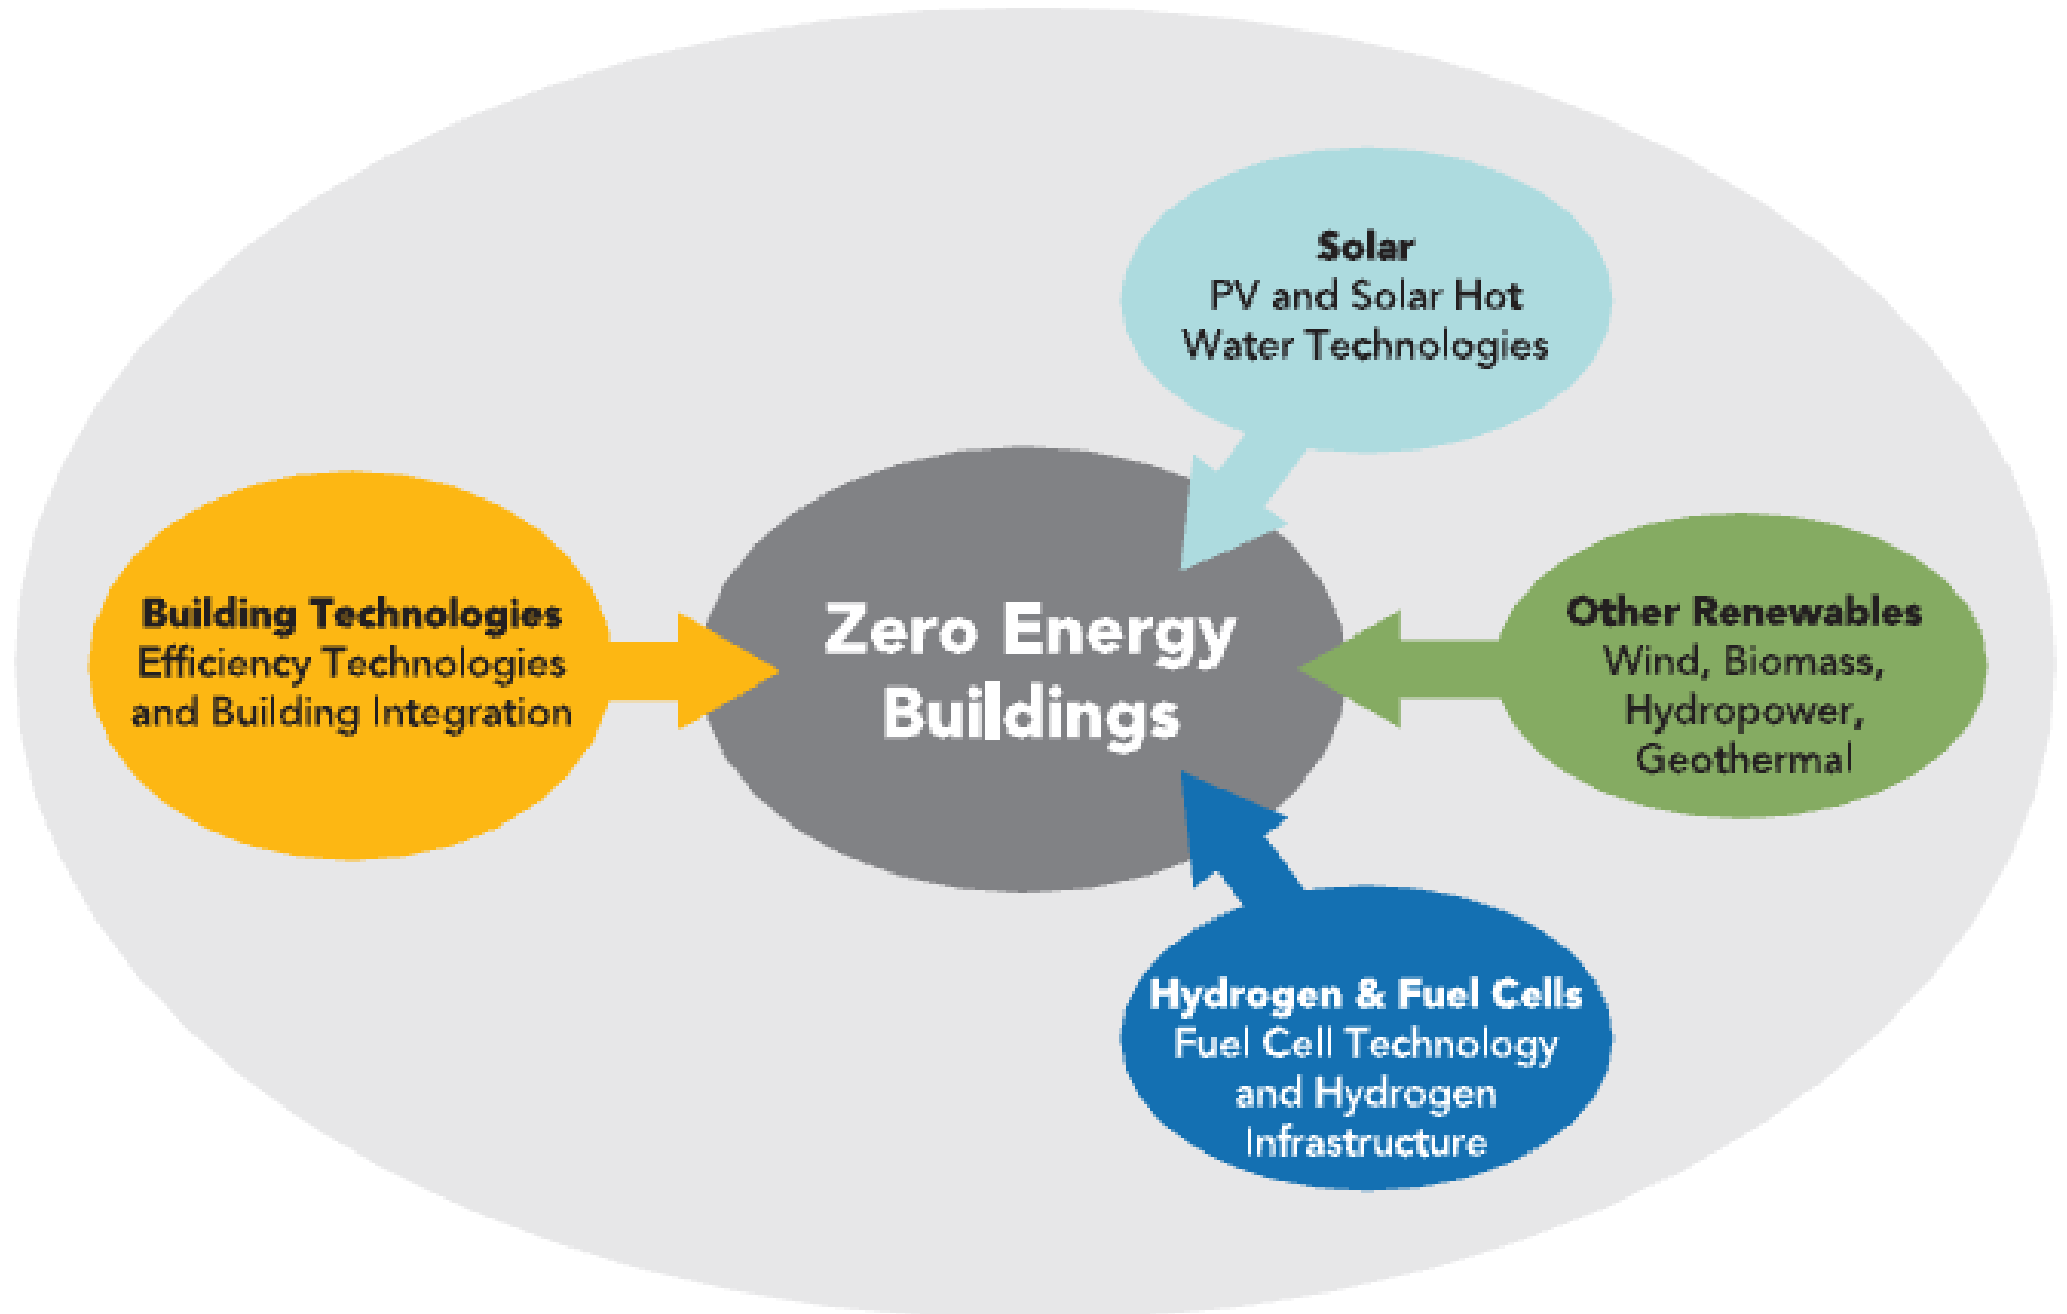 Solar
PV and Solar Hot
Water Technologies
Building Technologies
Efficiency Technologies
and Building Integration
Zero Energy
Buildings
Other Renewables
Wind, Biomass,
Hydropower,
Geothermal
Hydrogen & Fuel Cells
Fuel Cell Technology
and Hydrogen
Infrastructure